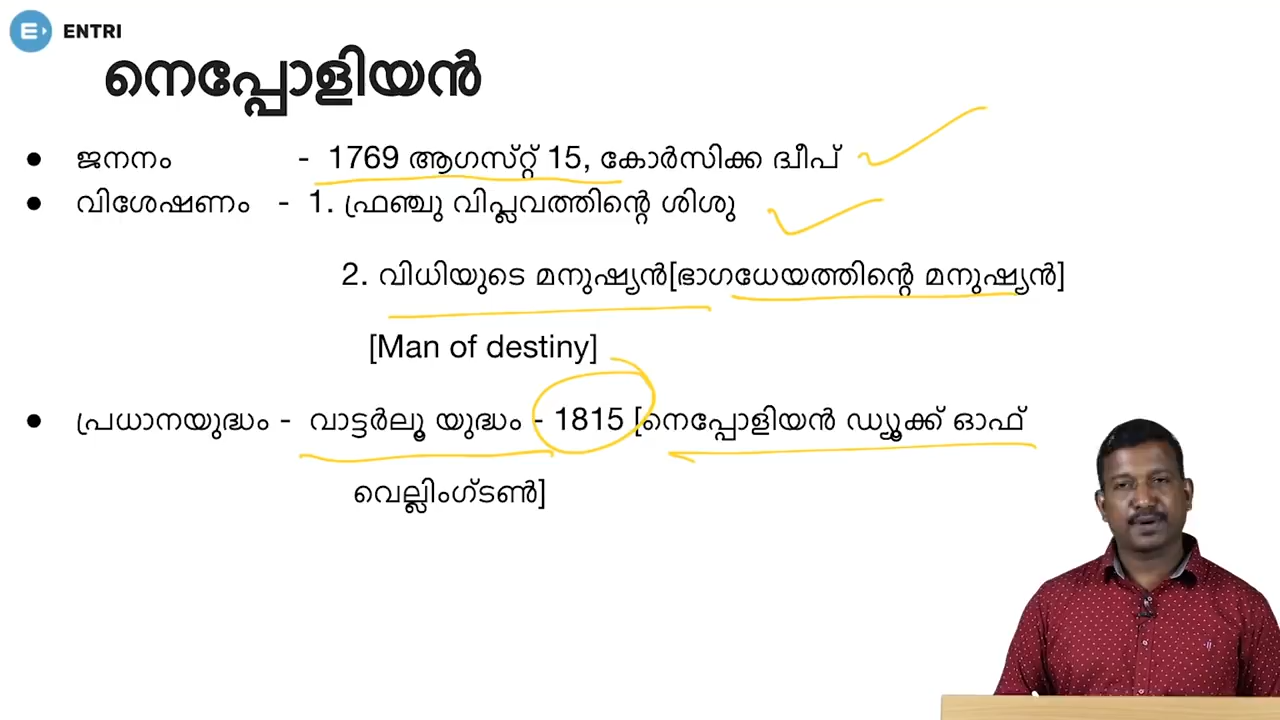 ENTRI
നെപ്പോളിയൻ
● ജനനം - 1769 ആഗസ്റ്റ് 15, കോർസിക്ക ദ്വീപ്
● വിശേഷണം - 1. ഫ്രഞ്ചു വിപ്ലവത്തിന്റെ ശിശു
2. വിധിയുടെ മനുഷ്യൻ[ഭാഗധേയത്തിന്റെ മനുഷ്യൻ]
[Man of destiny]
● പ്രധാനയുദ്ധം - വാട്ടർലൂ യുദ്ധം - 1815 [നെപ്പോളിയൻ ഡ്യൂക്ക് ഓഫ്
വെല്ലിംഗ്ടൺ]